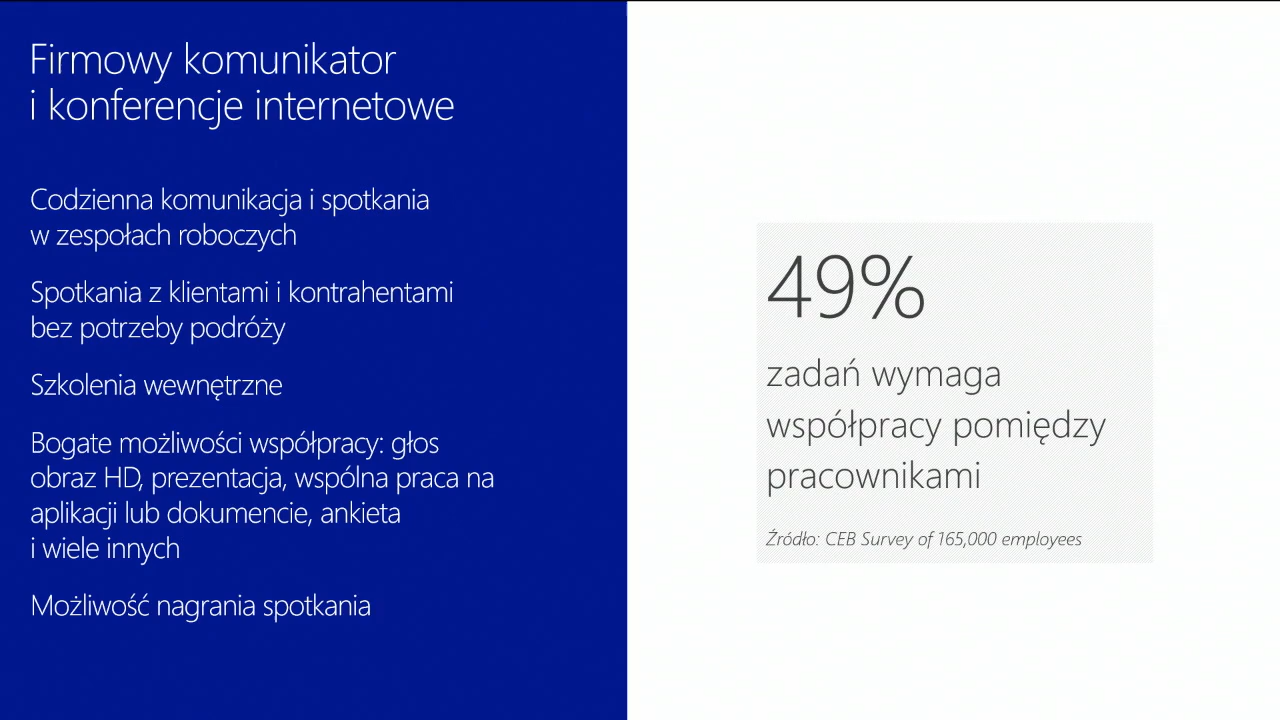 Firmowy komunikator
i konferencje internetowe
Codzienna komunikacja i spotkania
w zespołach roboczych
Spotkania z klientami i kontrahentami
bez potrzeby podróży
Szkolenia wewnętrzne
Bogate możliwości współpracy: głos
obraz HD, prezentacja, wspólna praca na
aplikacji lub dokumencie, ankieta
i wiele innych
Możliwość nagrania spotkania
49%
zadań wymaga
współpracy pomiędzy
pracownikami
Źródło: CEB Survey of 165,000 employees